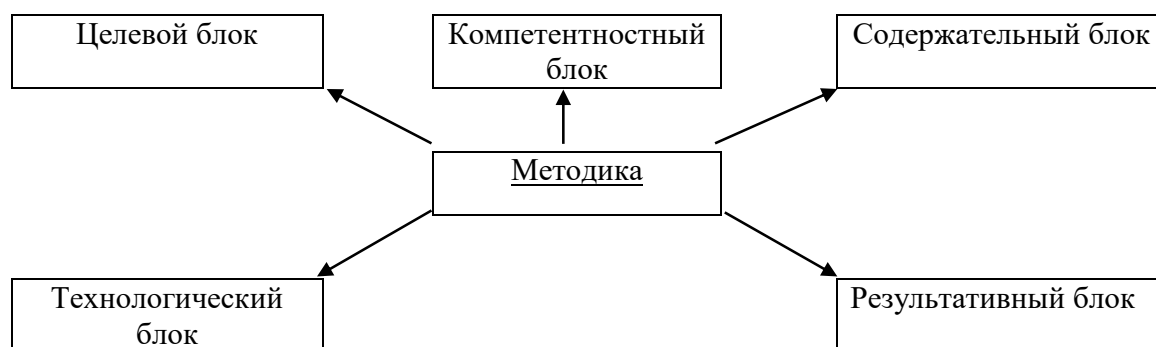 Целевой блок
Компетентностный
блок
Содержательный блок
Методика
Технологический
блок
Результативный блок